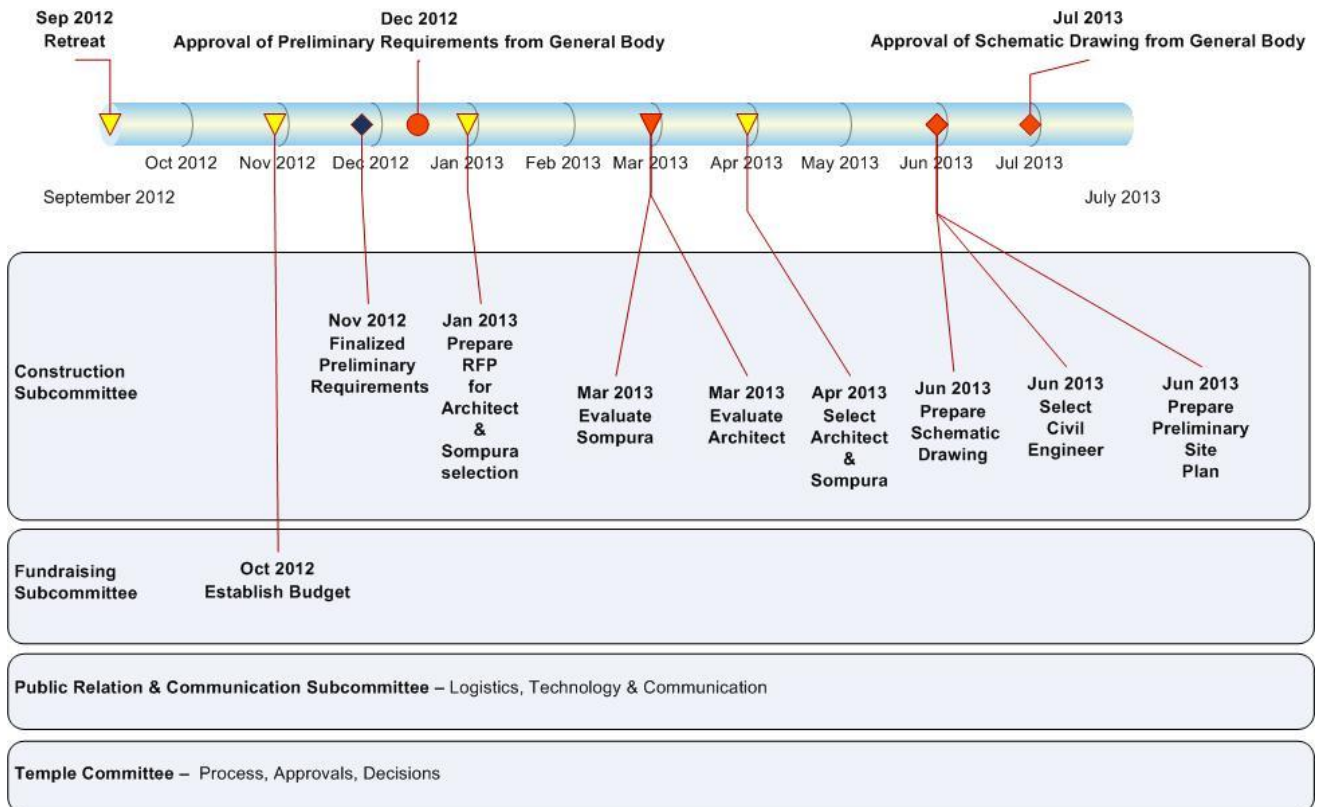 Sep 2012
Retreat
Dec 2012
Approval of Preliminary Requirements from General Body
Jul 2013
Approval of Schematic Drawing from General Body
Oct 2012
Nov 2012
Dec 2012
Jan 2013
Feb 2013
Mar 2013
Apr 2013
May 2013
Jun 2013
Jul 2013
September 2012
July 2013
Construction
Subcommittee
Nov 2012
Finalized
Preliminary
Requirements
Jan 2013
Prepare
RFP
for
Architect
&
Sompura
selection
Mar 2013
Evaluate
Sompura
Mar 2013
Evaluate
Architect
Apr 2013
Select
Architect
&
Sompura
Jun 2013
Prepare
Schematic
Drawing
Jun 2013
Select
Civil
Engineer
Jun 2013
Prepare
Preliminary
Site
Plan
Fundraising
Subcommittee
Oct 2012
Establish Budget
Public Relation & Communication Subcommittee – Logistics, Technology & Communication
Temple Committee – Process, Approvals, Decisions